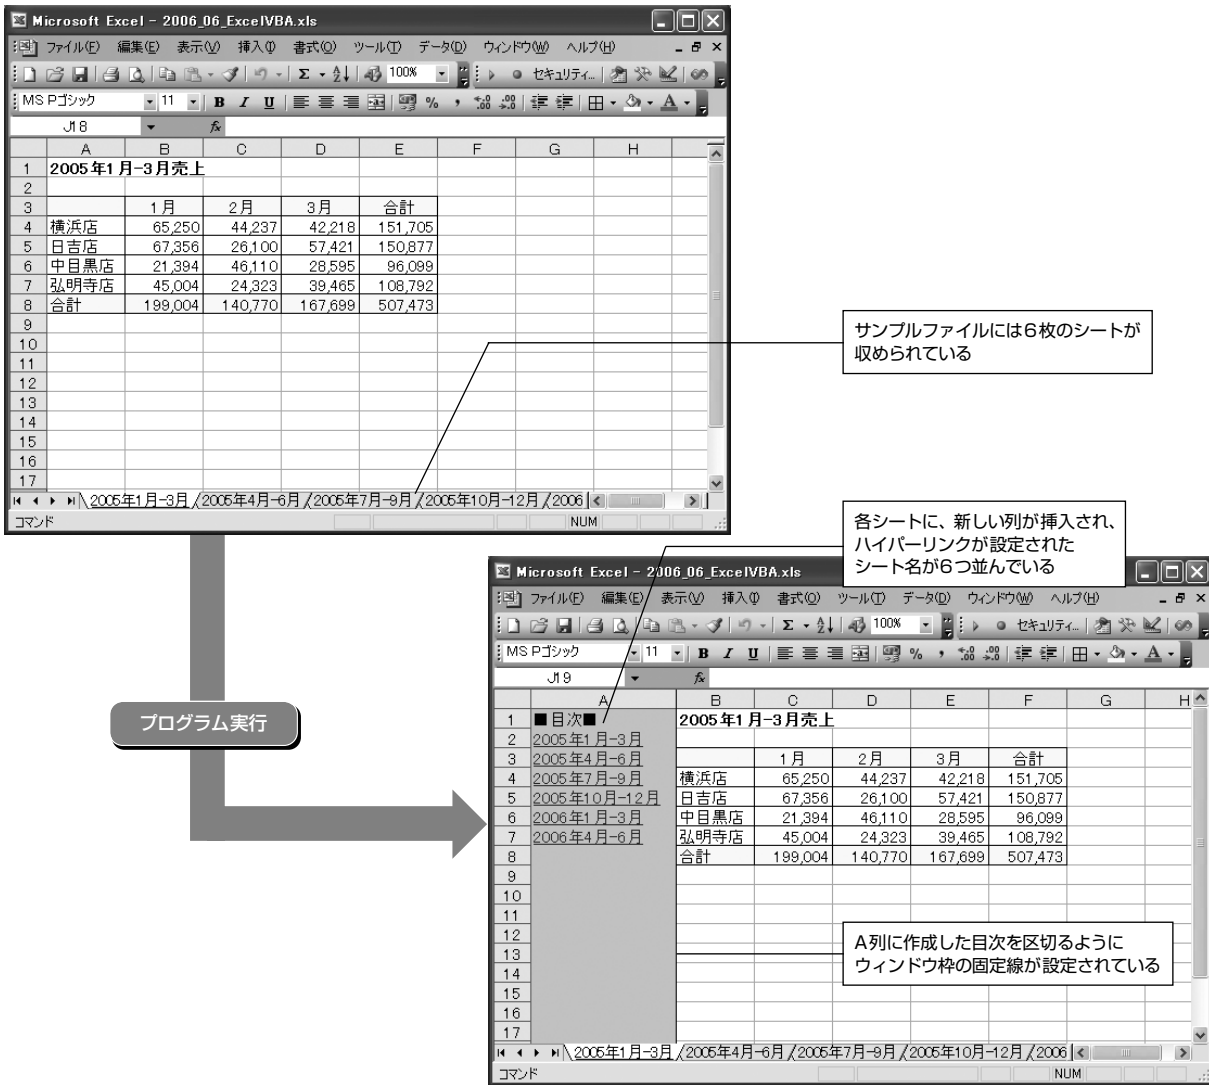 Microsoft Excel - 2006_06_ExcelVBA.xls
ファイル(F) 編集(E) 表示(V) 挿入(I) 書式(O) ツール(T) データ(D) ウィンドウ(W) ヘルプ(H)
100% セキュリティ...
MS Pゴシック 11 B I U % ,
J18 fx
A B C D E F G H
1 2005年1月-3月売上
2
3 1月 2月 3月 合計
4 横浜店 65,250 44,237 42,218 151,705
5 日吉店 67,356 26,100 57,421 150,877
6 中目黒店 21,394 46,110 28,595 96,099
7 弘明寺店 45,004 24,323 39,465 108,792
8 合計 199,004 140,770 167,699 507,473
9
10
11
12
13
14
15
16
17
2005年1月-3月 2005年4月-6月 2005年7月-9月 2005年10月-12月 2006
コマンド NUM
サンプルファイルには6枚のシートが
収められている
プログラム実行
各シートに、新しい列が挿入され、
ハイパーリンクが設定された
シート名が6つ並んでいる
Microsoft Excel - 2006_06_ExcelVBA.xls
ファイル(F) 編集(E) 表示(V) 挿入(I) 書式(O) ツール(T) データ(D) ウィンドウ(W) ヘルプ(H)
100% セキュリティ...
MS Pゴシック 11 B I U % ,
J19 fx
A B C D E F G H
1 ■目次■ 2005年1月-3月売上
2 2005年1月-3月
3 2005年4月-6月 1月 2月 3月 合計
4 2005年7月-9月 横浜店 65,250 44,237 42,218 151,705
5 2005年10月-12月 日吉店 67,356 26,100 57,421 150,877
6 2006年1月-3月 中目黒店 21,394 46,110 28,595 96,099
7 2006年4月-6月 弘明寺店 45,004 24,323 39,465 108,792
8 合計 199,004 140,770 167,699 507,473
9
10
11
12
13
14
15
16
17
A列に作成した目次を区切るように
ウィンドウ枠の固定線が設定されている
2005年1月-3月 2005年4月-6月 2005年7月-9月 2005年10月-12月 2006
コマンド NUM